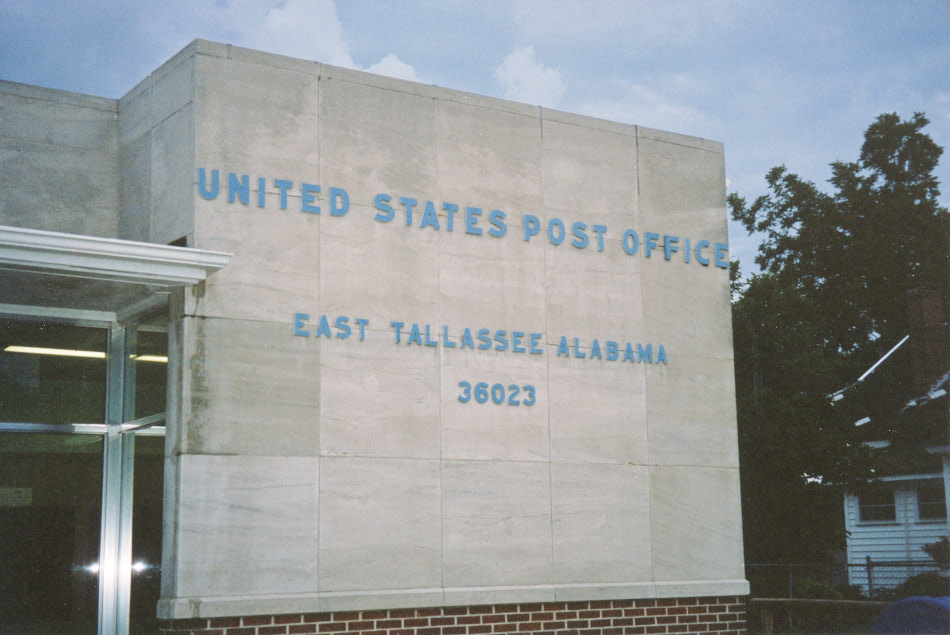 UNITED STATES POST OFFICE
EAST TALLASSEE ALABAMA
36023